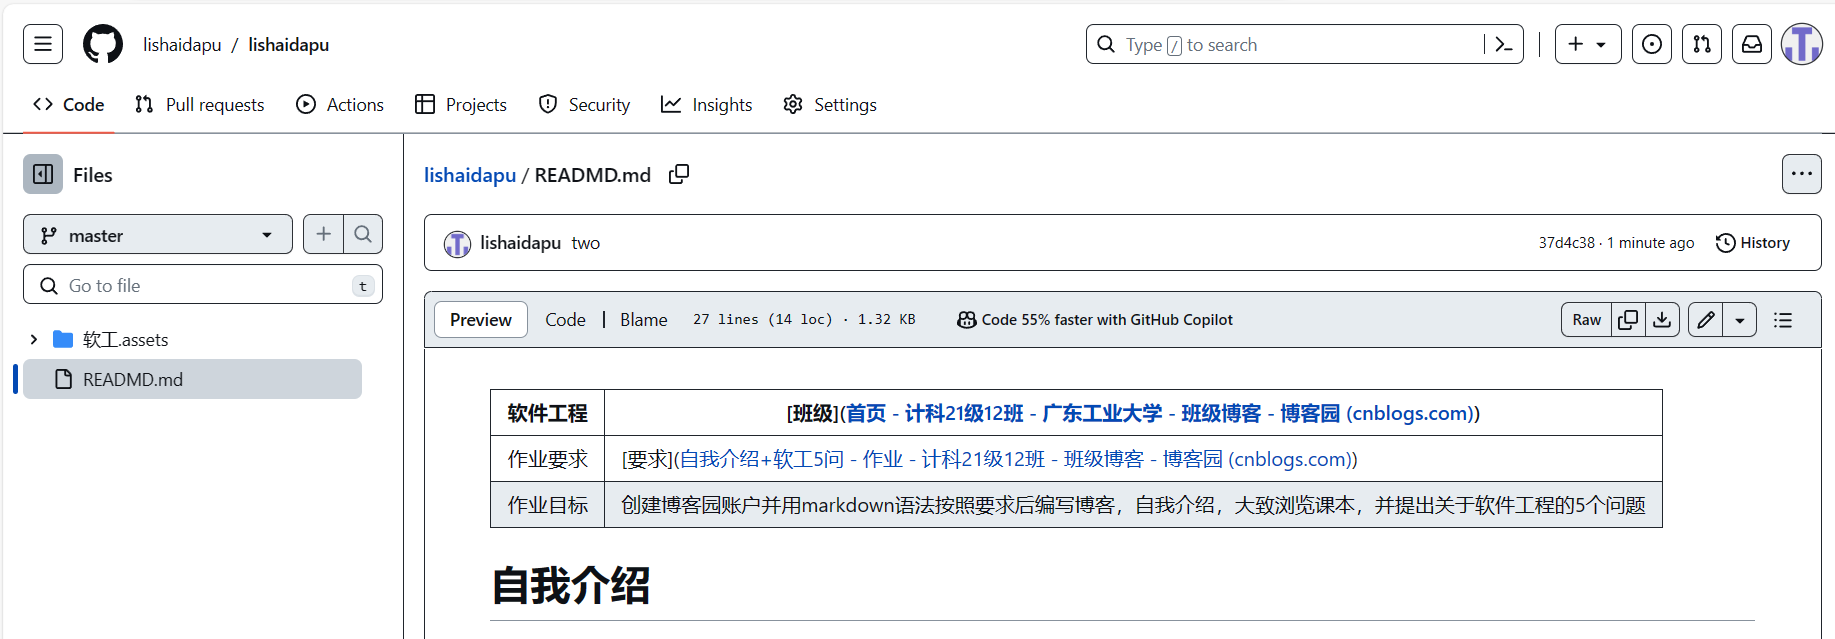 lishaidapu / lishaidapu
Type / to search
Code Pull requests Actions Projects Security Insights Settings
Files
lishaidapu / READMD.md
master
lishaidapu two
37d4c38 · 1 minute ago History
Go to file t
Preview Code Blame 27 lines (14 loc) · 1.32 KB Code 55% faster with GitHub Copilot Raw
软工.assets
READMD.md
软件工程 [班级](首页 - 计科21级12班 - 广东工业大学 - 班级博客 - 博客园 (cnblogs.com))
作业要求 [要求](自我介绍+软工5问 - 作业 - 计科21级12班 - 班级博客 - 博客园 (cnblogs.com))
作业目标 创建博客园账户并用markdown语法按照要求后编写博客，自我介绍，大致浏览课本，并提出关于软件工程的5个问题
自我介绍